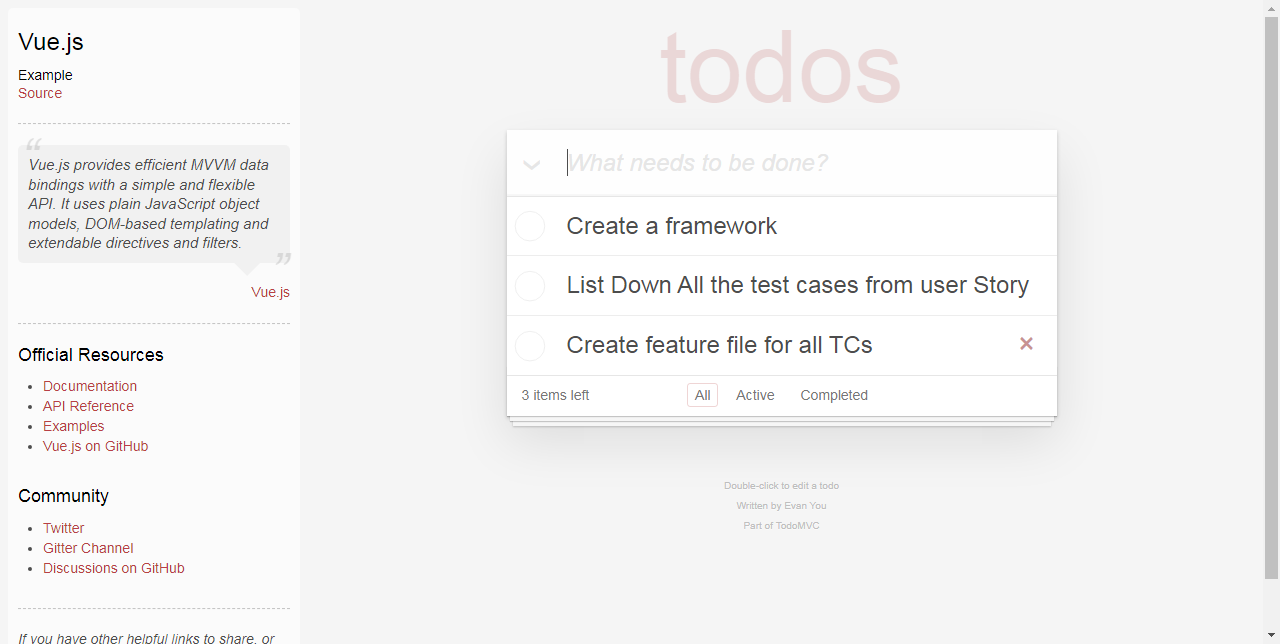 Vue.js
Example
Source
“
Vue.js provides efficient MVVM data
bindings with a simple and flexible
API. It uses plain JavaScript object
models, DOM-based templating and
extendable directives and filters.
”
Vue.js
Official Resources
Documentation
API Reference
Examples
Vue.js on GitHub
Community
Twitter
Gitter Channel
Discussions on GitHub
If you have other helpful links to share, or
todos
What needs to be done?
Create a framework
List Down All the test cases from user Story
Create feature file for all TCs ×
3 items left All Active Completed
Double-click to edit a todo
Written by Evan You
Part of TodoMVC